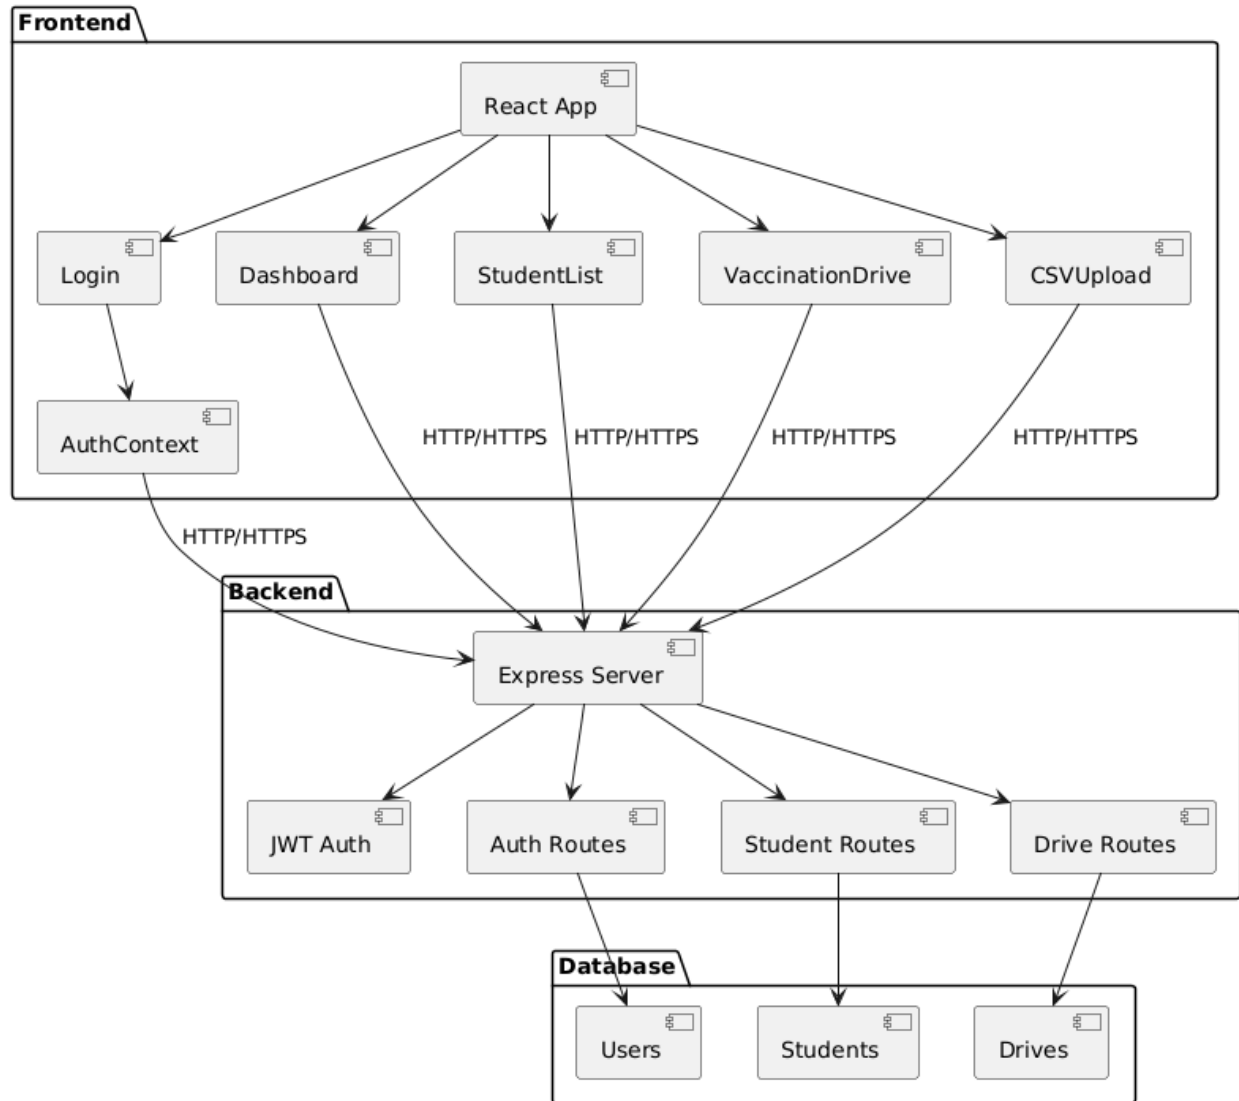 Frontend
React App
Login
Dashboard
StudentList
VaccinationDrive
CSVUpload
AuthContext
HTTP/HTTPS
HTTP/HTTPS
HTTP/HTTPS
HTTP/HTTPS
HTTP/HTTPS
Backend
Express Server
JWT Auth
Auth Routes
Student Routes
Drive Routes
Database
Users
Students
Drives